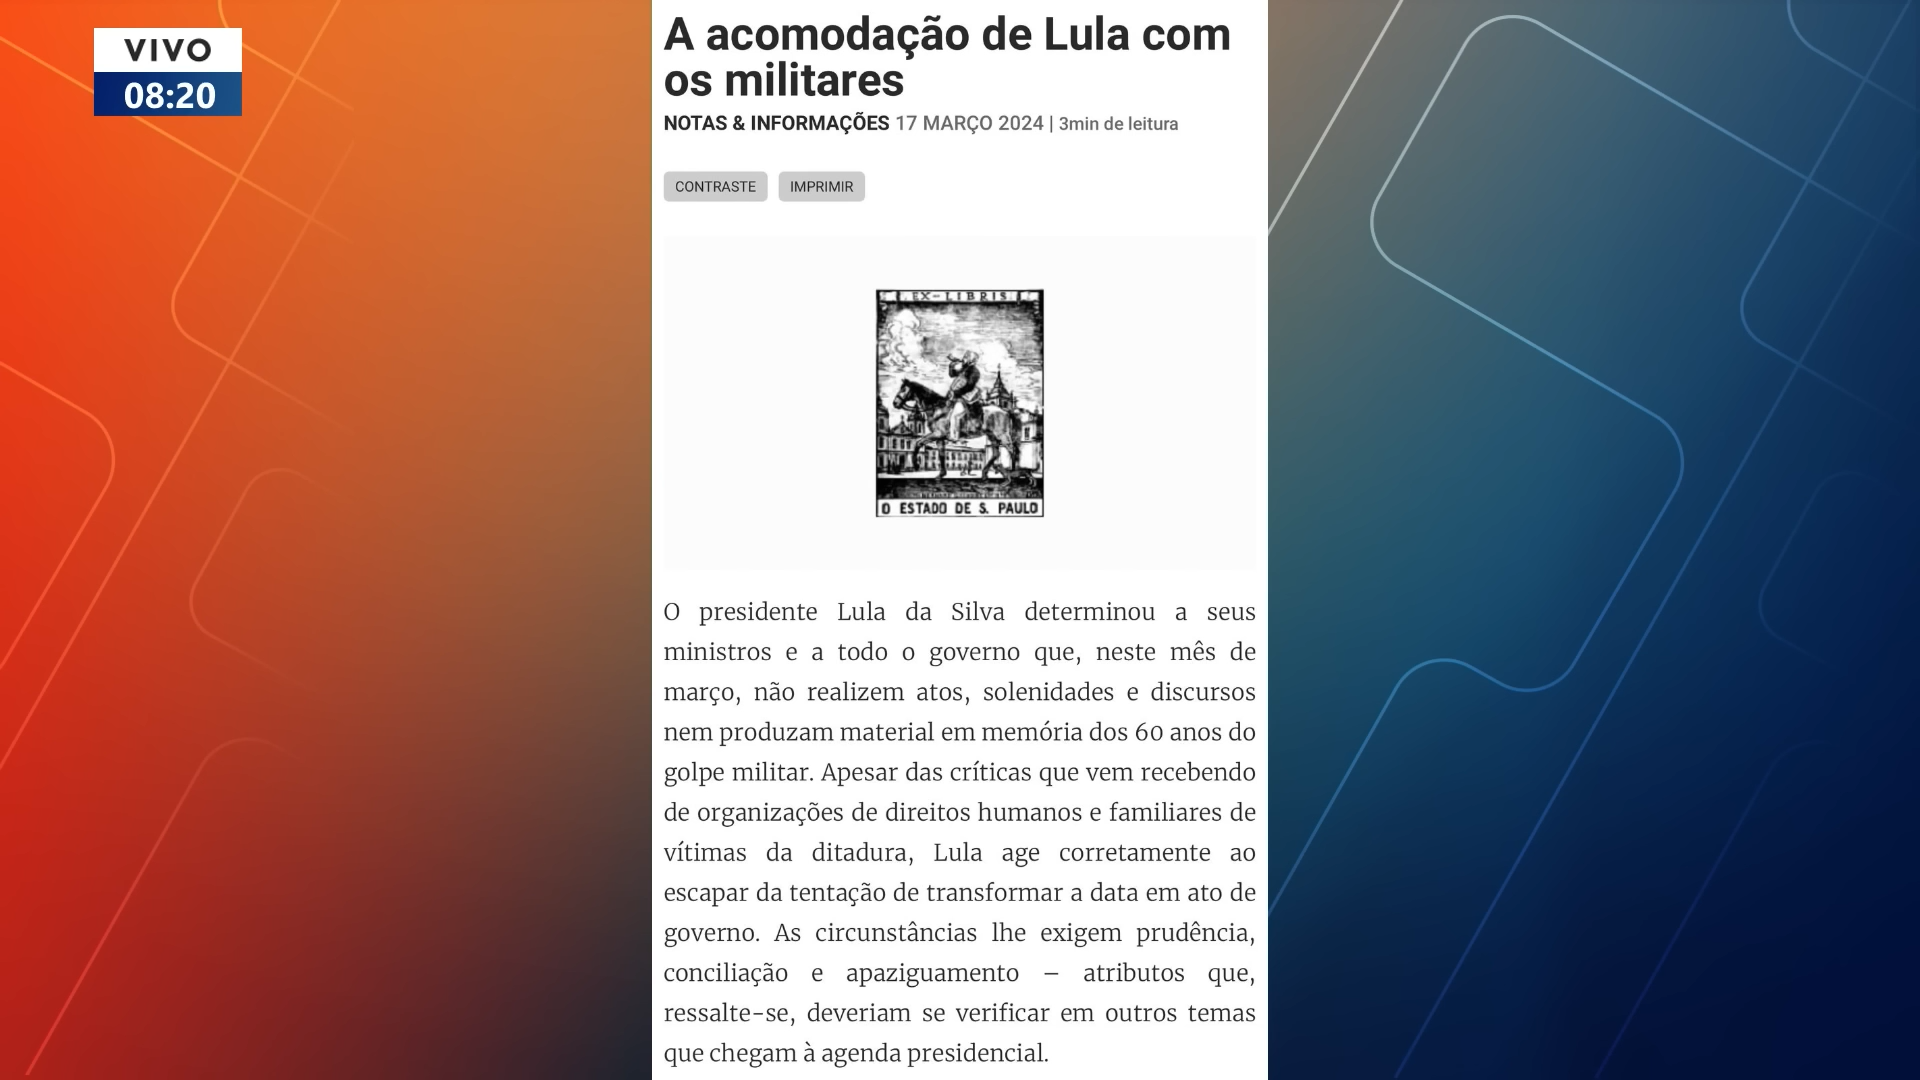 VIVO
08:20
A acomodação de Lula com
os militares
NOTAS & INFORMAÇÕES 17 MARÇO 2024 | 3min de leitura
CONTRASTE IMPRIMIR
EX-LIBRIS
O ESTADO DE S. PAULO
O presidente Lula da Silva determinou a seus
ministros e a todo o governo que, neste mês de
março, não realizem atos, solenidades e discursos
nem produzam material em memória dos 60 anos do
golpe militar. Apesar das críticas que vem recebendo
de organizações de direitos humanos e familiares de
vítimas da ditadura, Lula age corretamente ao
escapar da tentação de transformar a data em ato de
governo. As circunstâncias lhe exigem prudência,
conciliação e apaziguamento – atributos que,
ressalte-se, deveriam se verificar em outros temas
que chegam à agenda presidencial.